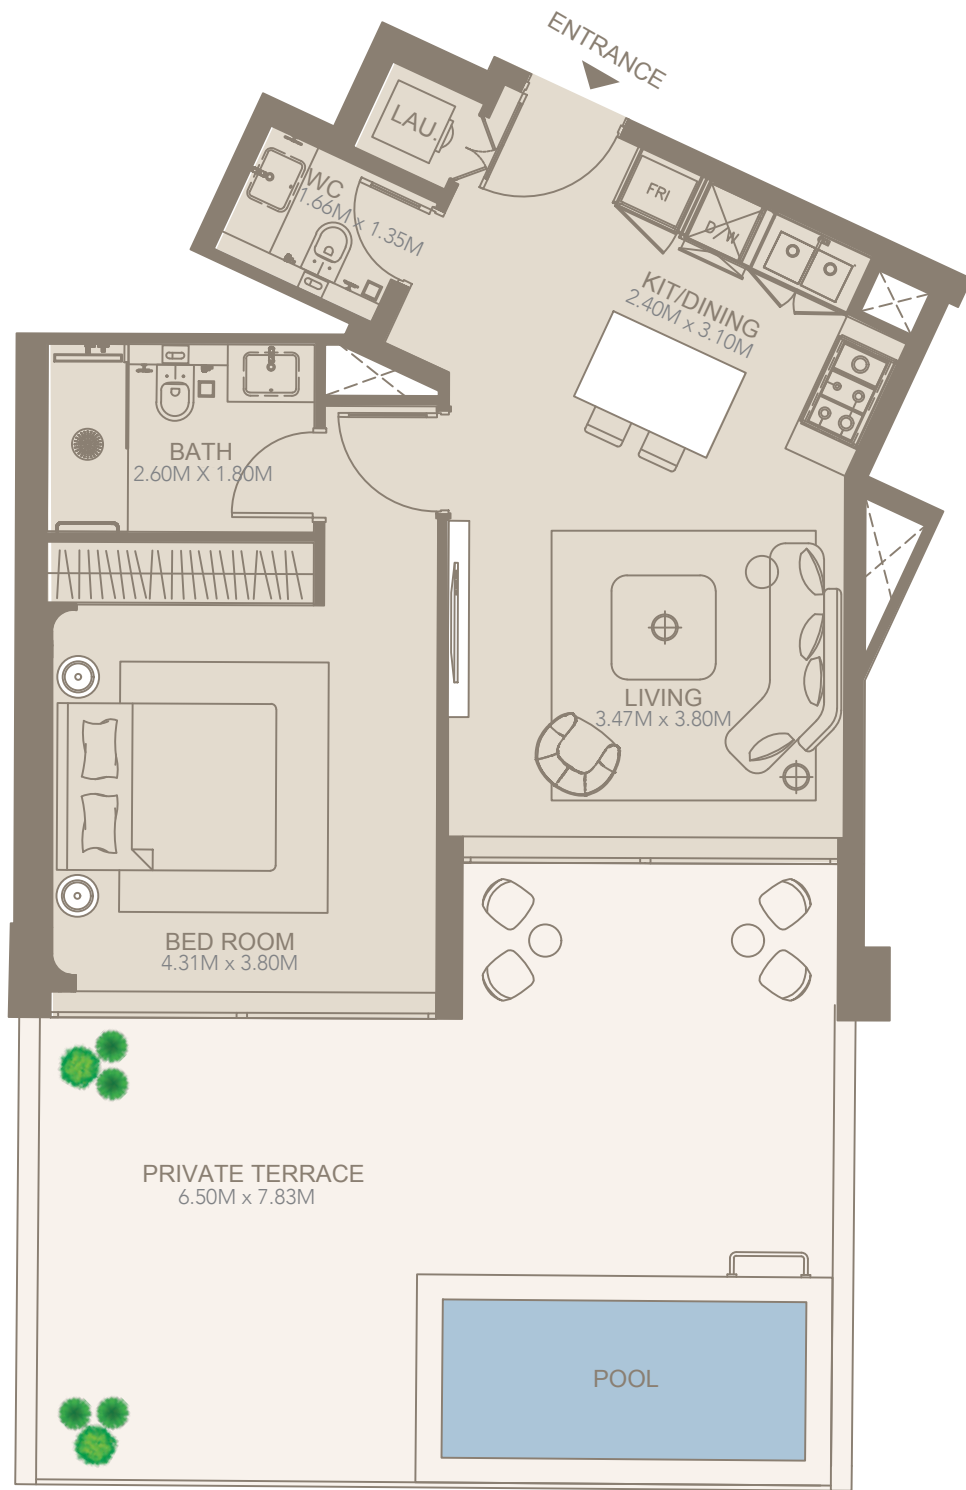 ENTRANCE
LAU.
WC
1.66M x 1.35M
FRI
D/W
KIT/DINING
2.40M x 3.10M
BATH
2.60M X 1.80M
LIVING
3.47M x 3.80M
BED ROOM
4.31M x 3.80M
PRIVATE TERRACE
6.50M x 7.83M
POOL